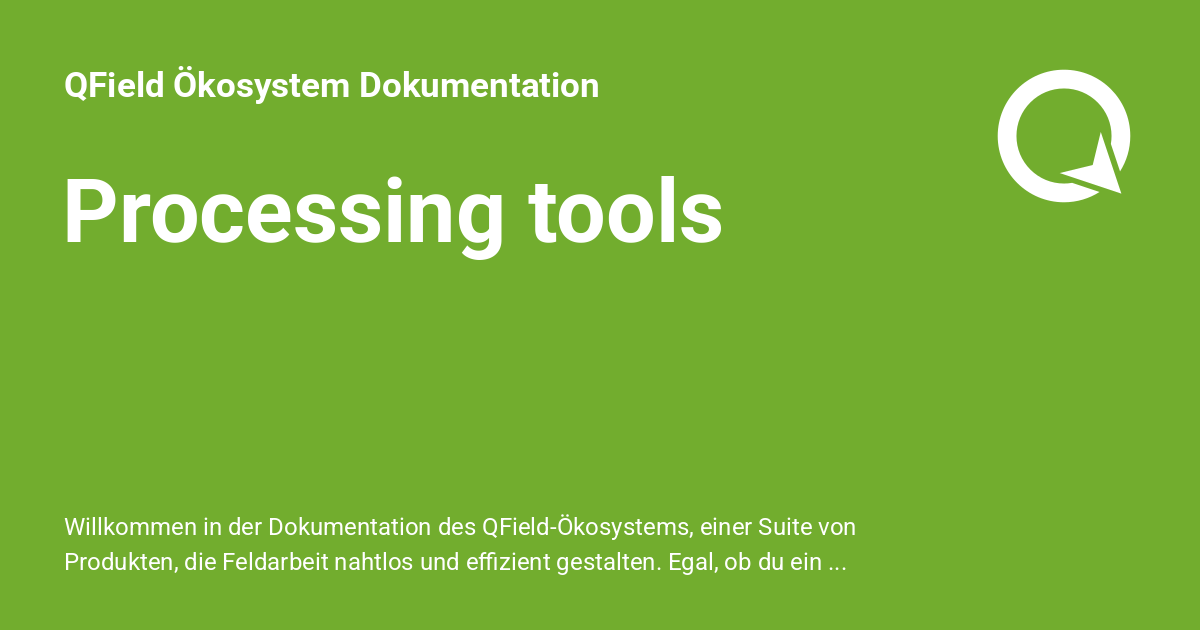 QField Ökosystem Dokumentation
Processing tools
Willkommen in der Dokumentation des QField-Ökosystems, einer Suite von
Produkten, die Feldarbeit nahtlos und effizient gestalten. Egal, ob du ein ...